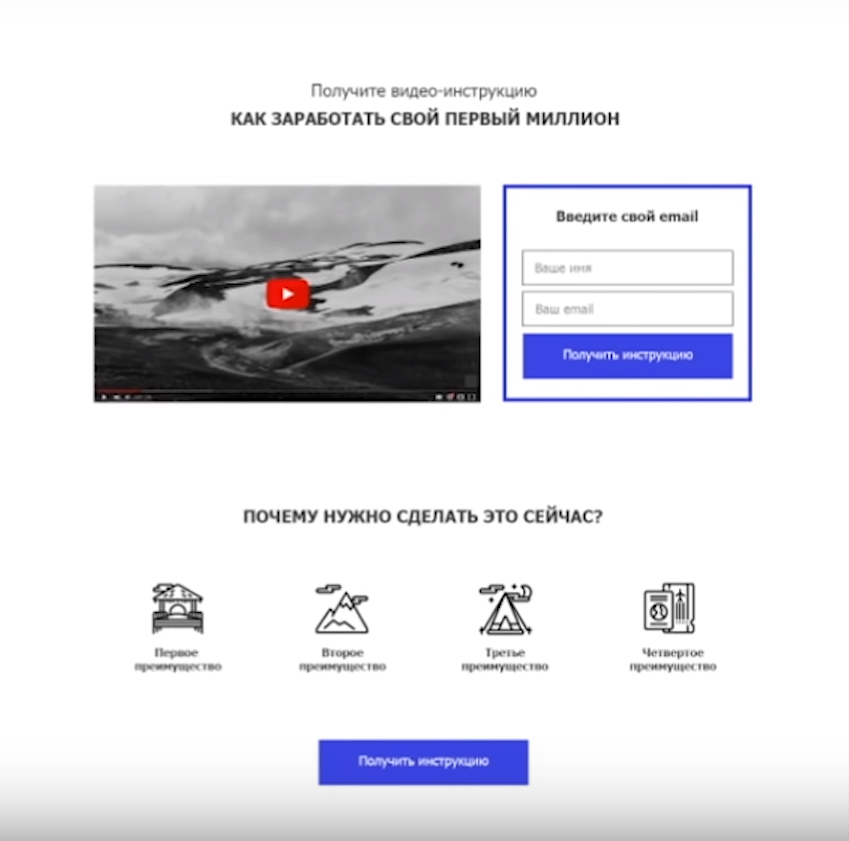 Получите видео-инструкцию
КАК ЗАРАБОТАТЬ СВОЙ ПЕРВЫЙ МИЛЛИОН
Введите свой email
Ваше имя
Ваш email
Получить инструкцию
ПОЧЕМУ НУЖНО СДЕЛАТЬ ЭТО СЕЙЧАС?
Первое
преимущество
Второе
преимущество
Третье
преимущество
Четвертое
преимущество
Получить инструкцию